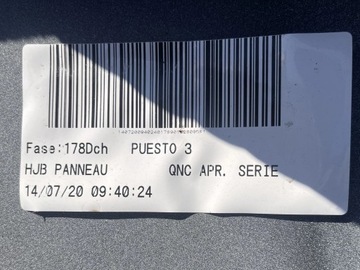 Fase:178Dch PUESTO 3
HJB PANNEAU QNC APR. SERIE
14/07/20 09:40:24